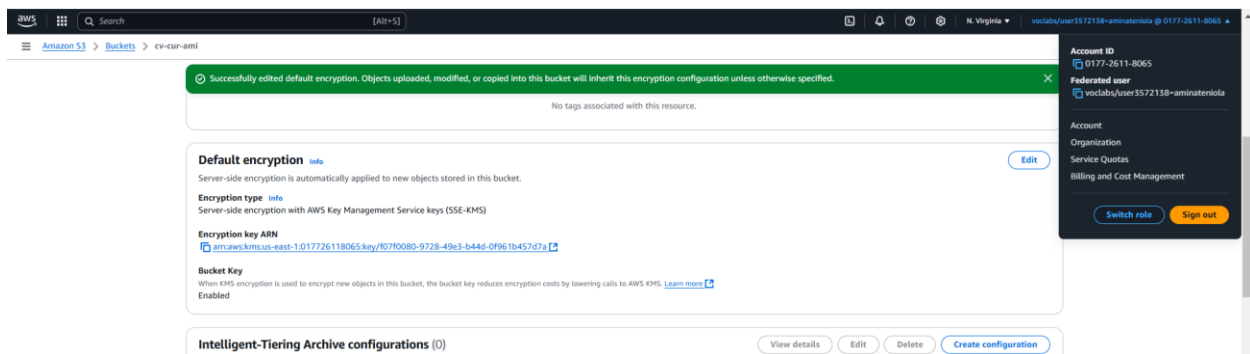 aws
Search [Alt+S] N. Virginia voclabs/user3572138=aminateniola @ 0177-2611-8065
Amazon S3 > Buckets > cv-cur-ami
Successfully edited default encryption. Objects uploaded, modified, or copied into this bucket will inherit this encryption configuration unless otherwise specified.
No tags associated with this resource.
Default encryption Info
Edit
Server-side encryption is automatically applied to new objects stored in this bucket.
Encryption type Info
Server-side encryption with AWS Key Management Service keys (SSE-KMS)
Encryption key ARN
arn:aws:kms:us-east-1:017726118065:key/f07f0080-9728-49e3-b44d-0f961b457d7a
Bucket Key
When KMS encryption is used to encrypt new objects in this bucket, the bucket key reduces encryption costs by lowering calls to AWS KMS. Learn more
Enabled
Intelligent-Tiering Archive configurations (0)
View details Edit Delete Create configuration
Account ID
0177-2611-8065
Federated user
voclabs/user3572138=aminateniola
Account
Organization
Service Quotas
Billing and Cost Management
Switch role Sign out